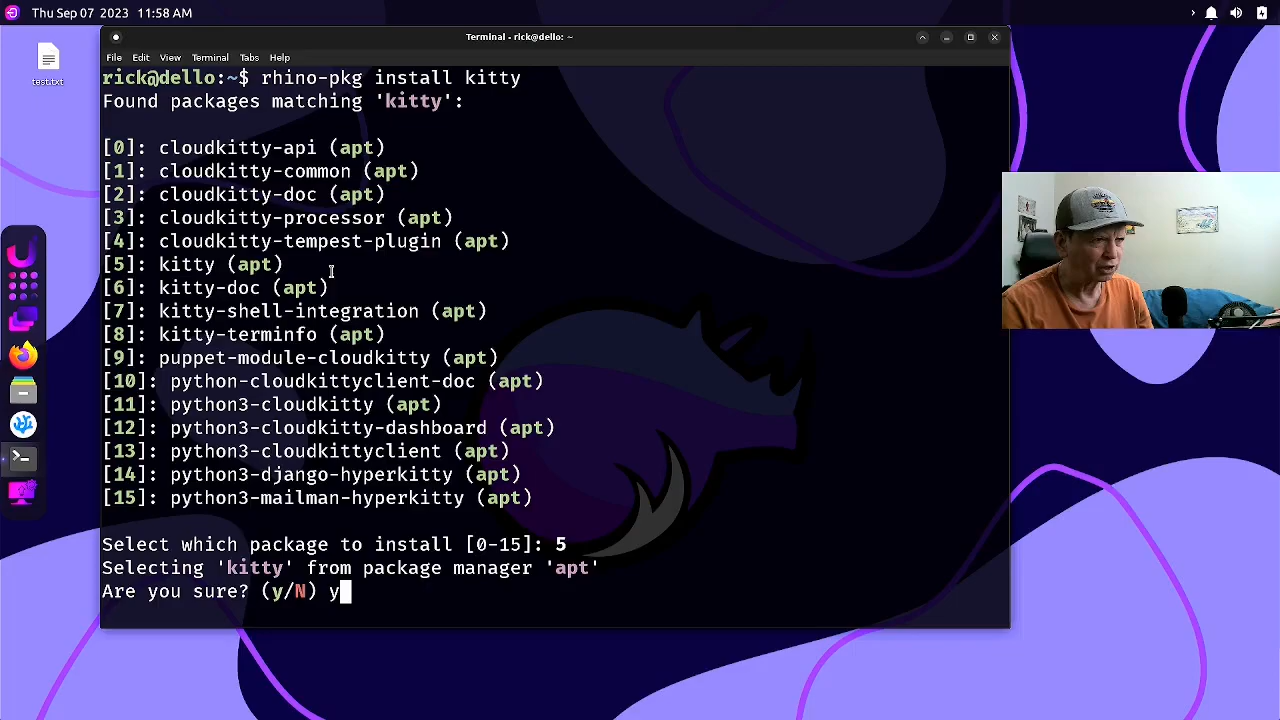 Thu Sep 07 2023 11:58 AM
test.txt
Terminal - rick@dello: ~
File Edit View Terminal Tabs Help
rick@dello:~$ rhino-pkg install kitty
Found packages matching 'kitty':
[0]: cloudkitty-api (apt)
[1]: cloudkitty-common (apt)
[2]: cloudkitty-doc (apt)
[3]: cloudkitty-processor (apt)
[4]: cloudkitty-tempest-plugin (apt)
[5]: kitty (apt)
[6]: kitty-doc (apt)
[7]: kitty-shell-integration (apt)
[8]: kitty-terminfo (apt)
[9]: puppet-module-cloudkitty (apt)
[10]: python-cloudkittyclient-doc (apt)
[11]: python3-cloudkitty (apt)
[12]: python3-cloudkitty-dashboard (apt)
[13]: python3-cloudkittyclient (apt)
[14]: python3-django-hyperkitty (apt)
[15]: python3-mailman-hyperkitty (apt)
Select which package to install [0-15]: 5
Selecting 'kitty' from package manager 'apt'
Are you sure? (y/N) y